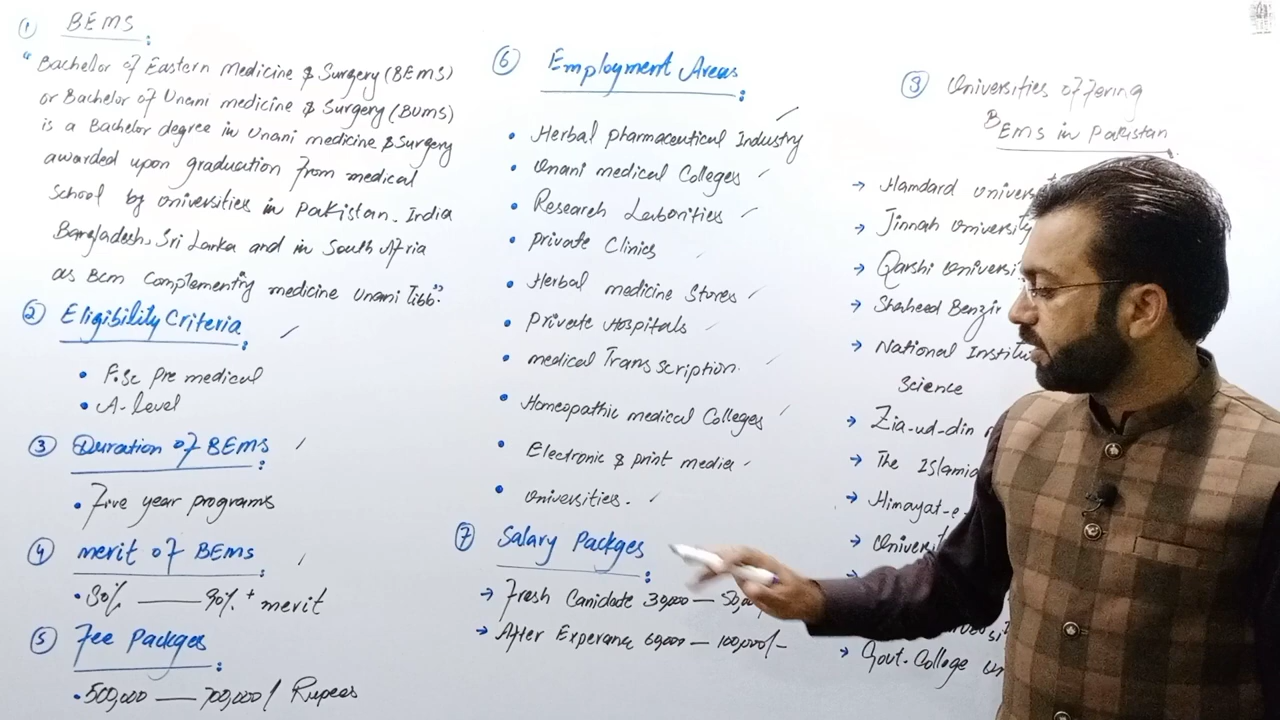 ① BEMS :
" Bachelor of Eastern Medicine & Surgery (BEMS)
or Bachelor of Unani medicine & Surgery (BUMS)
is a Bachelor degree in Unani medicine & Surgery
awarded upon graduation from medical
School by Universities in Pakistan. India
Bangladesh, Sri Lanka and in South Afria
as Bcm Complementry medicine Unani Tibb".
② Eligibility Criteria :
• F.Sc Pre medical
• A-level
③ Duration of BEMS :
• Five year programs
④ merit of BEMS :
• 80% — 90%+ merit
⑤ Fee Packges :
• 500,000 — 700,000/ Rupees
⑥ Employment Areas :
• Herbal pharmaceutical Industry
• Unani medical Colleges
• Research Laborities
• Private Clinics
• Herbal medicine Stores
• Private Hospitals
• medical Transcription.
• Homeopathic medical Colleges
• Electronic & print media
• Universities.
⑦ Salary Packges :
→ Fresh Canidate 30,000 —
→ After Experance 60,000 — 100,000/-
Universities Offering
BEMS in Pakistan
→ Hamdard
→ Jinnah University
→ Qarshi
→ Shaheed
→ National
Science
→ Zia-ud-din
→ The
→
→
→ Govt. College